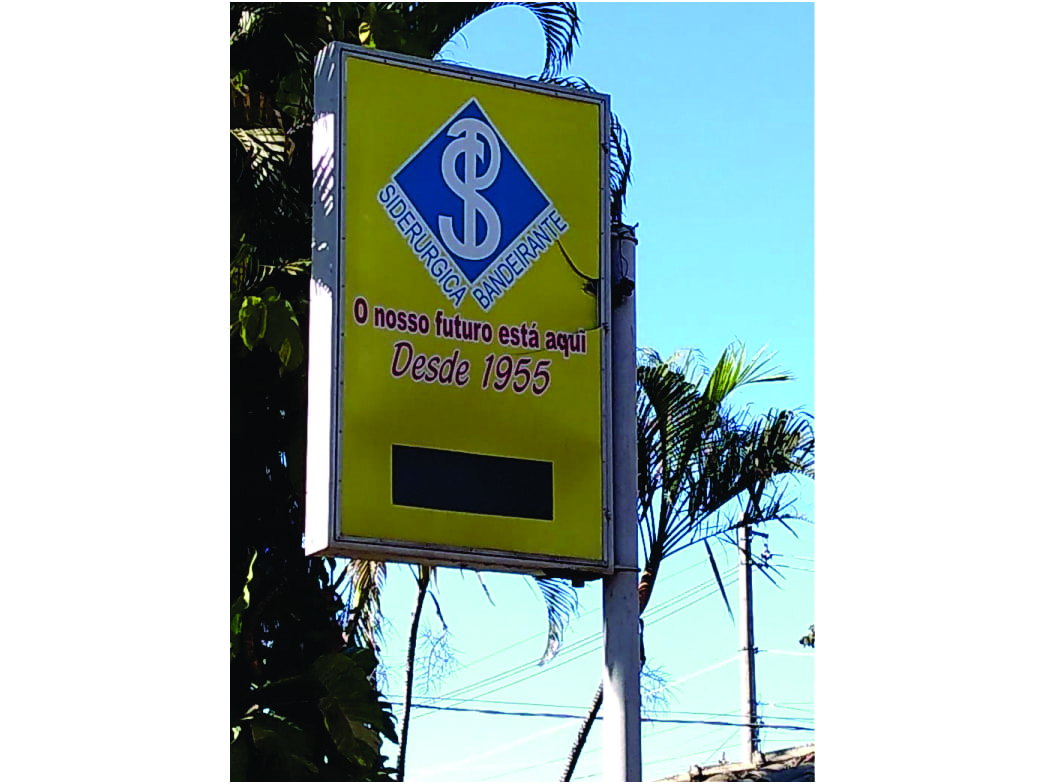 SIDERURGICA
BANDEIRANTE
O nosso futuro está aqui
Desde 1955